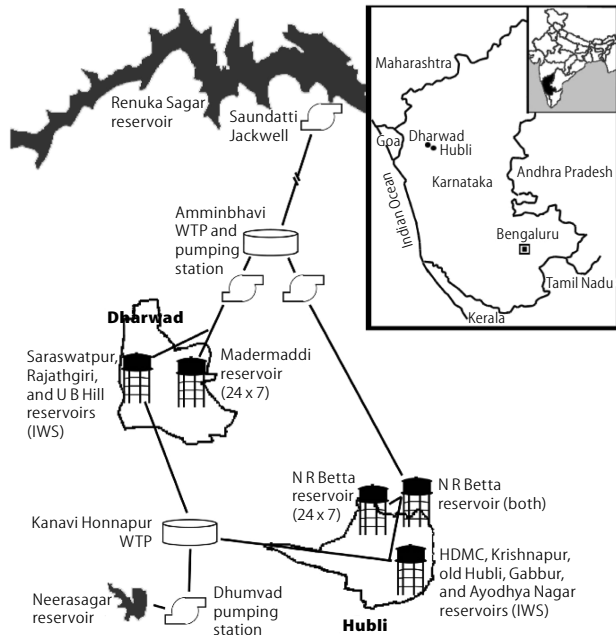 Renuka Sagar
reservoir
Saundatti
Jackwell
Amminbhavi
WTP and
pumping
station
Dharwad
Saraswatpur,
Rajathgiri,
and U B Hill
reservoirs
(IWS)
Madermaddi
reservoir
(24 x 7)
N R Betta
reservoir
(24 x 7)
N R Betta
reservoir (both)
Kanavi Honnapur
WTP
HDMC, Krishnapur,
old Hubli, Gabbur,
and Ayodhya Nagar
reservoirs (IWS)
Neerasagar
reservoir
Dhumvad
pumping
station
Hubli
Maharashtra
Goa
Dharwad
Hubli
Andhra Pradesh
Karnataka
Indian Ocean
Bengaluru
Tamil Nadu
Kerala